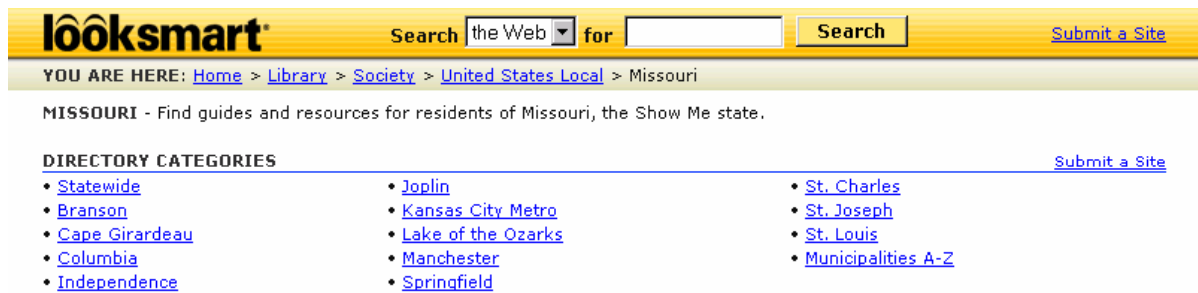 lôôksmart Search the Web for Search Submit a Site
YOU ARE HERE: Home > Library > Society > United States Local > Missouri
MISSOURI - Find guides and resources for residents of Missouri, the Show Me state.
DIRECTORY CATEGORIES Submit a Site
• Statewide
• Branson
• Cape Girardeau
• Columbia
• Independence
• Joplin
• Kansas City Metro
• Lake of the Ozarks
• Manchester
• Springfield
• St. Charles
• St. Joseph
• St. Louis
• Municipalities A-Z